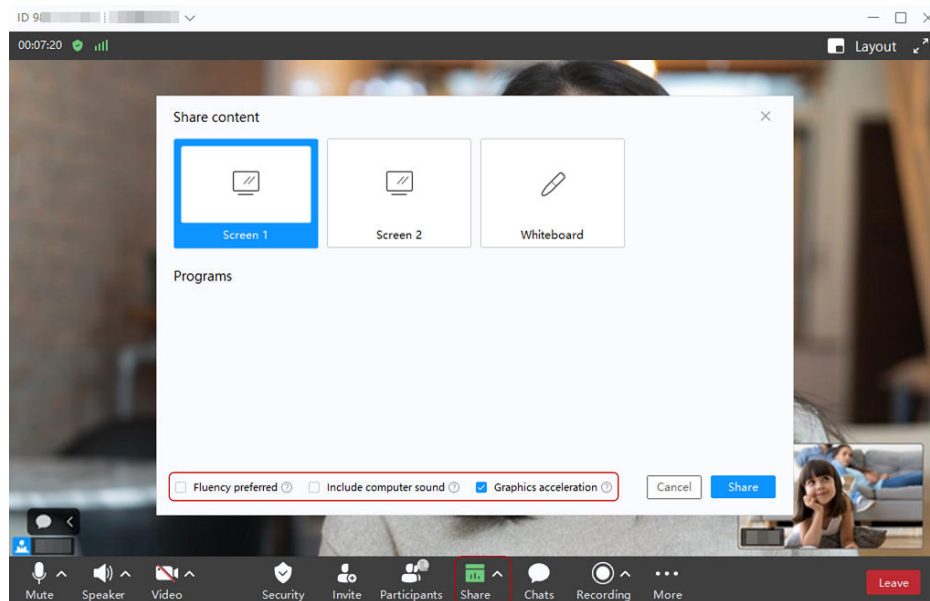 ID 9
00:07:20
Layout
Share content
Screen 1
Screen 2
Whiteboard
Programs
Fluency preferred
Include computer sound
Graphics acceleration
Cancel
Share
Mute
Speaker
Video
Security
Invite
Participants
Share
Chats
Recording
More
Leave